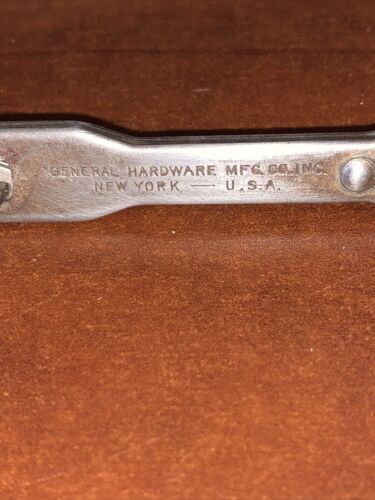 GENERAL HARDWARE MFG. CO. INC.
NEW YORK — U.S.A.